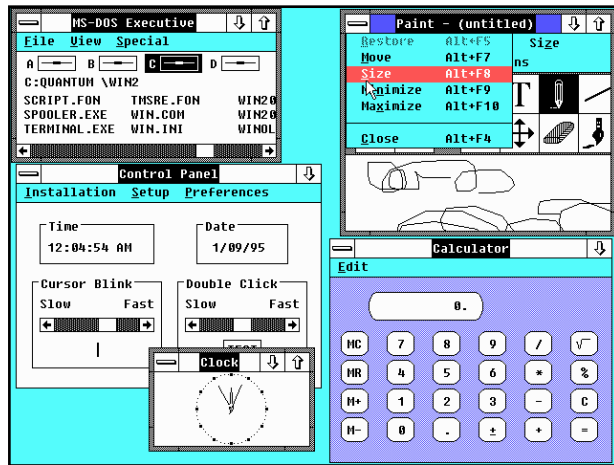 MS-DOS Executive
File View Special
A B C D
C:QUANTUM \WIN2
SCRIPT.FON TMSRE.FON WIN20
SPOOLER.EXE WIN.COM WIN20
TERMINAL.EXE WIN.INI WINOL
Paint - (untitled)
Restore Alt+F5
Move Alt+F7
Size Alt+F8
Minimize Alt+F9
Maximize Alt+F10
Close Alt+F4
Size
ns
T
Control Panel
Installation Setup Preferences
Time
12:04:54 AM
Date
1/09/95
Cursor Blink
Slow Fast
Double Click
Slow Fast
Clock
Calculator
Edit
0.
MC 7 8 9 / √
MR 4 5 6 * %
M+ 1 2 3 - C
M- 0 . ± + =